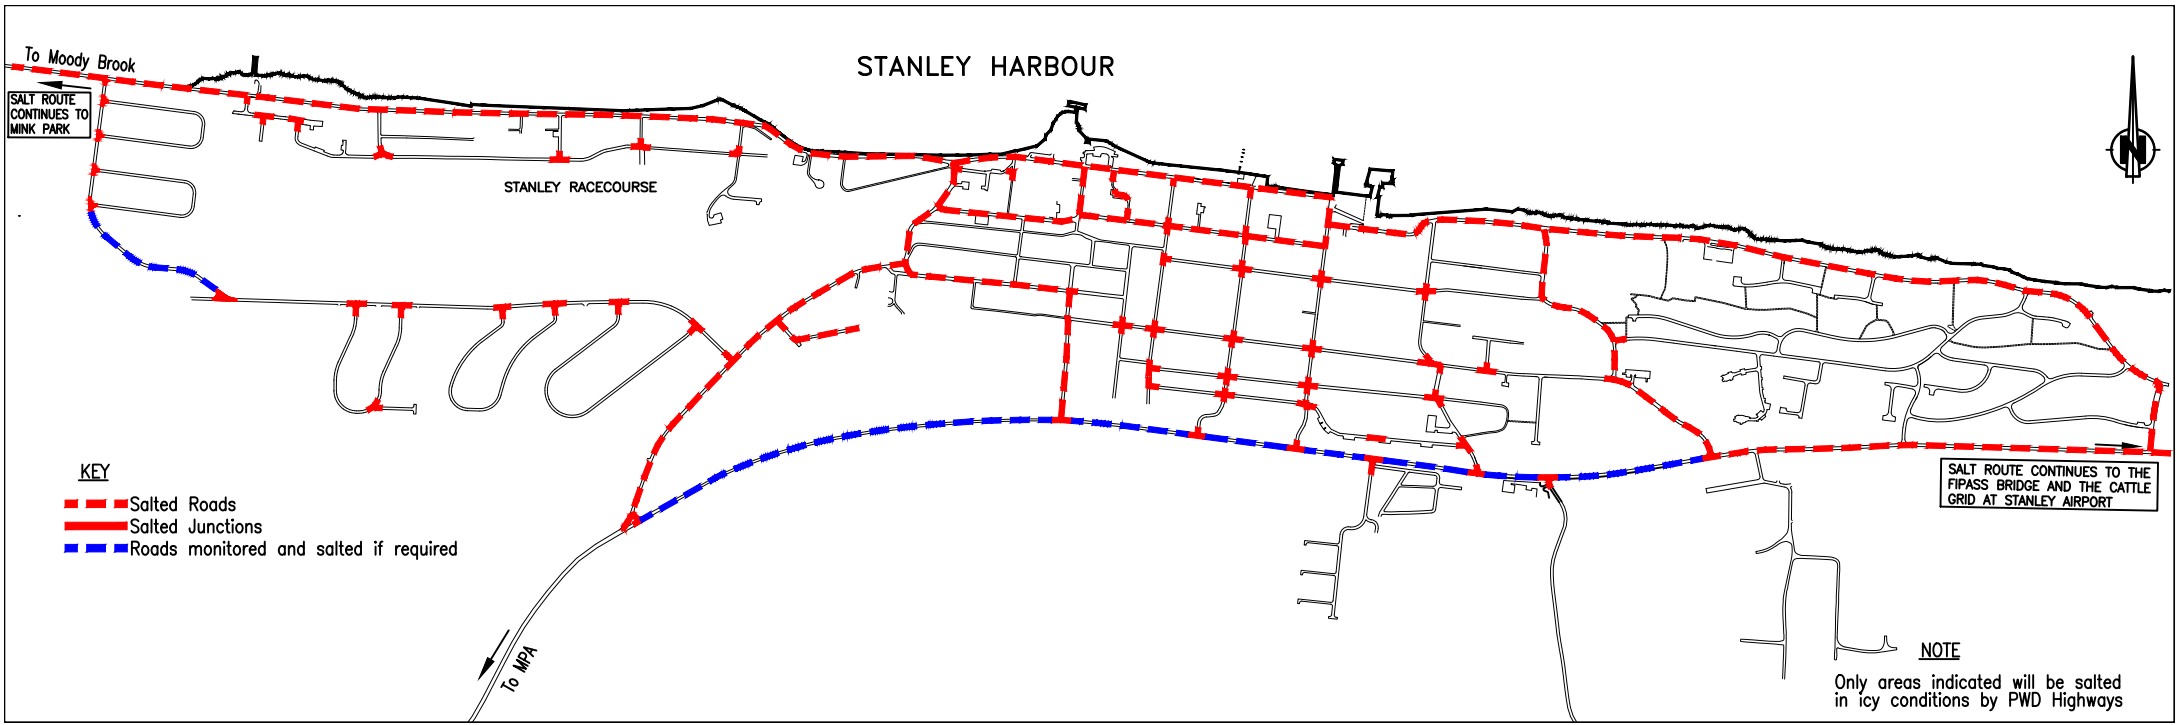 STANLEY HARBOUR
To Moody Brook
SALT ROUTE
CONTINUES TO
MINK PARK
N
STANLEY RACECOURSE
KEY
Salted Roads
Salted Junctions
Roads monitored and salted if required
SALT ROUTE CONTINUES TO THE
FIPASS BRIDGE AND THE CATTLE
GRID AT STANLEY AIRPORT
To MPA
NOTE
Only areas indicated will be salted
in icy conditions by PWD Highways